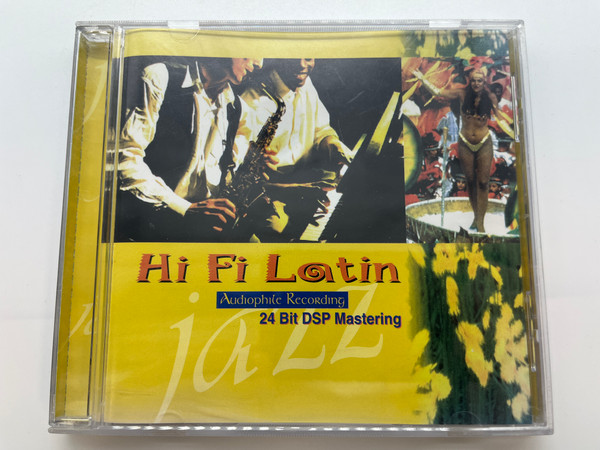 Hi Fi Latin
Audiophile Recording
24 Bit DSP Mastering
jazz